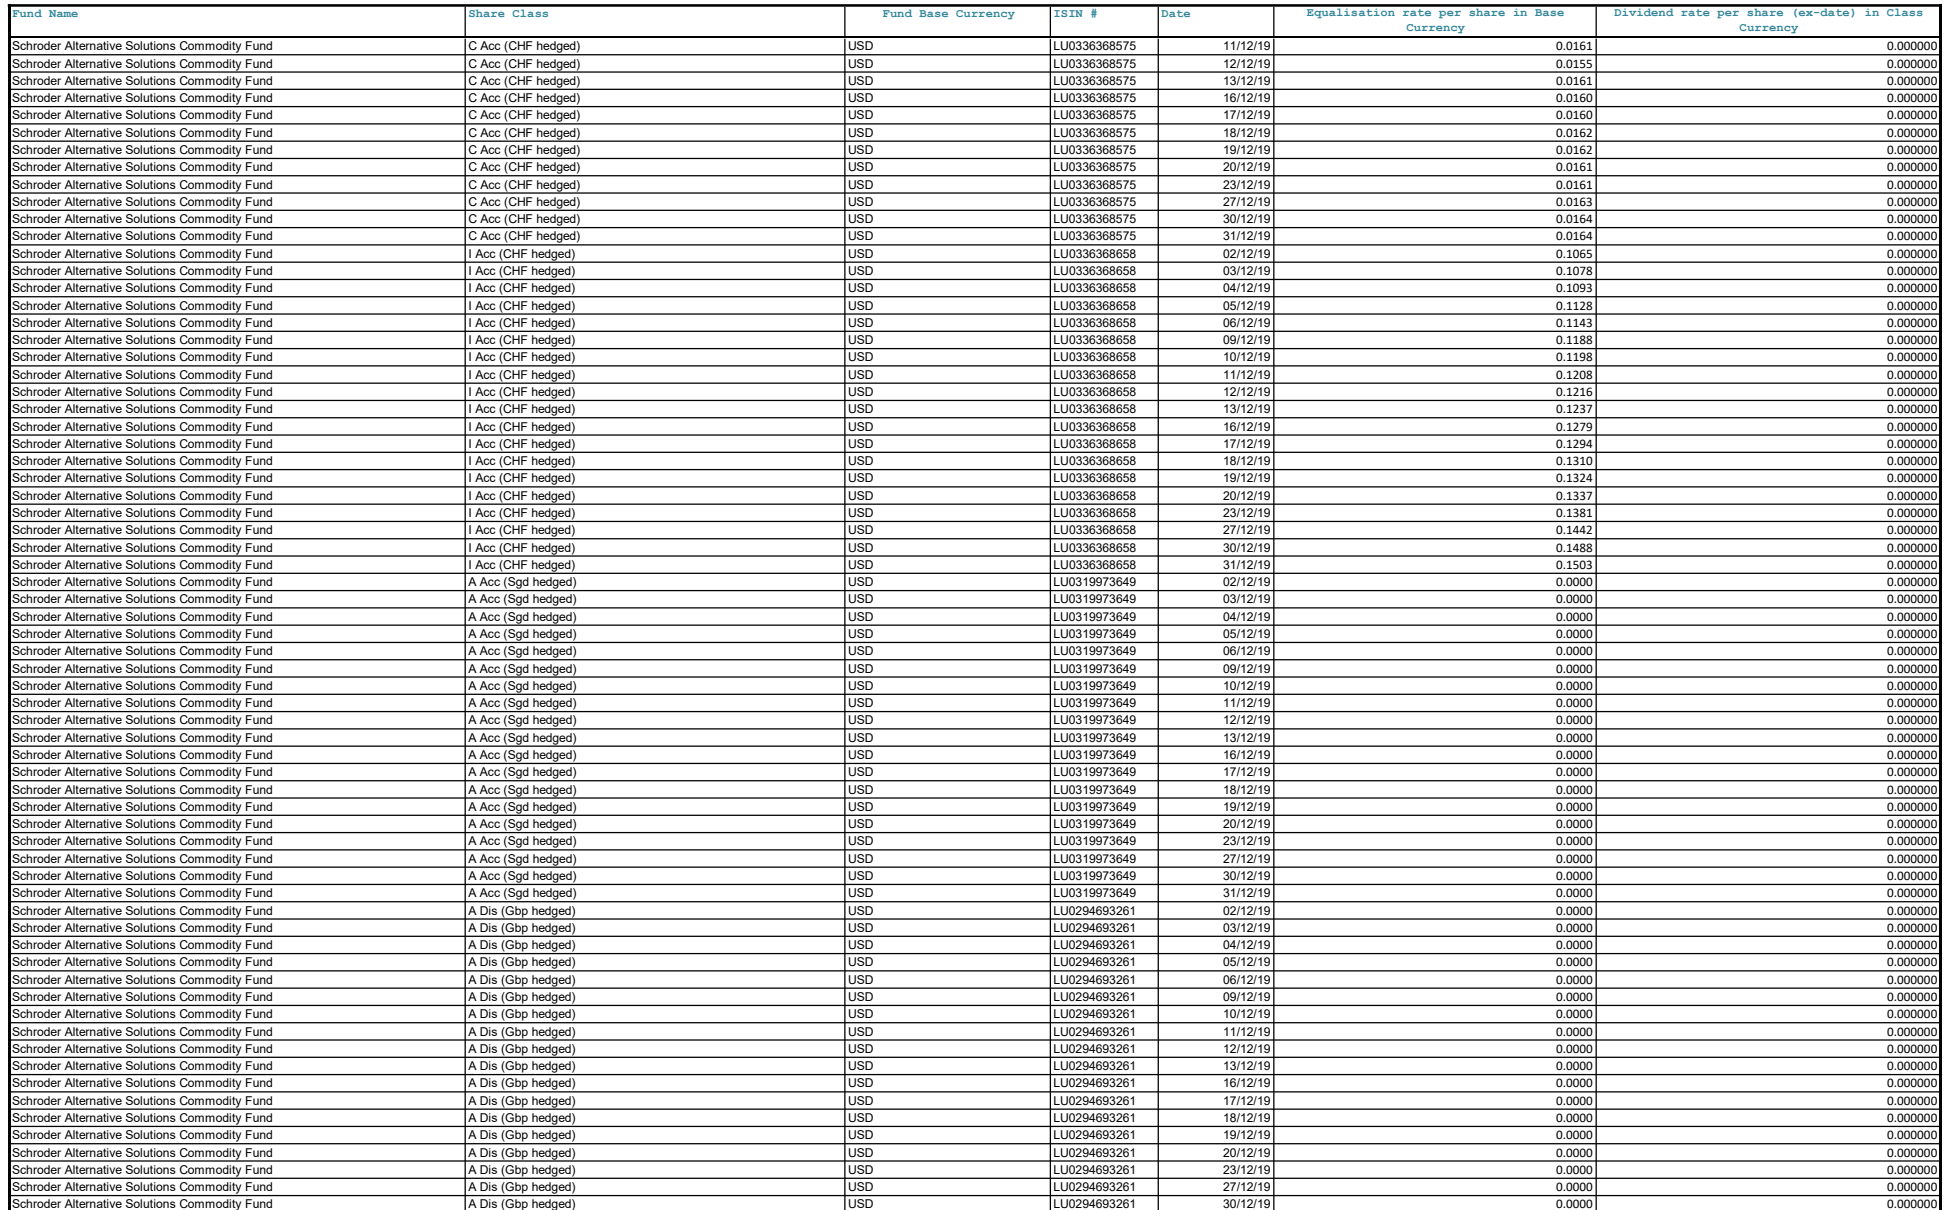 Fund Name Share Class Fund Base Currency ISIN # Date Equalisation rate per share in Base Currency Dividend rate per share (ex-date) in Class Currency
Schroder Alternative Solutions Commodity Fund C Acc (CHF hedged) USD LU0336368575 11/12/19 0.0161 0.000000
Schroder Alternative Solutions Commodity Fund C Acc (CHF hedged) USD LU0336368575 12/12/19 0.0155 0.000000
Schroder Alternative Solutions Commodity Fund C Acc (CHF hedged) USD LU0336368575 13/12/19 0.0161 0.000000
Schroder Alternative Solutions Commodity Fund C Acc (CHF hedged) USD LU0336368575 16/12/19 0.0160 0.000000
Schroder Alternative Solutions Commodity Fund C Acc (CHF hedged) USD LU0336368575 17/12/19 0.0160 0.000000
Schroder Alternative Solutions Commodity Fund C Acc (CHF hedged) USD LU0336368575 18/12/19 0.0162 0.000000
Schroder Alternative Solutions Commodity Fund C Acc (CHF hedged) USD LU0336368575 19/12/19 0.0162 0.000000
Schroder Alternative Solutions Commodity Fund C Acc (CHF hedged) USD LU0336368575 20/12/19 0.0161 0.000000
Schroder Alternative Solutions Commodity Fund C Acc (CHF hedged) USD LU0336368575 23/12/19 0.0161 0.000000
Schroder Alternative Solutions Commodity Fund C Acc (CHF hedged) USD LU0336368575 27/12/19 0.0163 0.000000
Schroder Alternative Solutions Commodity Fund C Acc (CHF hedged) USD LU0336368575 30/12/19 0.0164 0.000000
Schroder Alternative Solutions Commodity Fund C Acc (CHF hedged) USD LU0336368575 31/12/19 0.0164 0.000000
Schroder Alternative Solutions Commodity Fund I Acc (CHF hedged) USD LU0336368658 02/12/19 0.1065 0.000000
Schroder Alternative Solutions Commodity Fund I Acc (CHF hedged) USD LU0336368658 03/12/19 0.1078 0.000000
Schroder Alternative Solutions Commodity Fund I Acc (CHF hedged) USD LU0336368658 04/12/19 0.1093 0.000000
Schroder Alternative Solutions Commodity Fund I Acc (CHF hedged) USD LU0336368658 05/12/19 0.1128 0.000000
Schroder Alternative Solutions Commodity Fund I Acc (CHF hedged) USD LU0336368658 06/12/19 0.1143 0.000000
Schroder Alternative Solutions Commodity Fund I Acc (CHF hedged) USD LU0336368658 09/12/19 0.1188 0.000000
Schroder Alternative Solutions Commodity Fund I Acc (CHF hedged) USD LU0336368658 10/12/19 0.1198 0.000000
Schroder Alternative Solutions Commodity Fund I Acc (CHF hedged) USD LU0336368658 11/12/19 0.1208 0.000000
Schroder Alternative Solutions Commodity Fund I Acc (CHF hedged) USD LU0336368658 12/12/19 0.1216 0.000000
Schroder Alternative Solutions Commodity Fund I Acc (CHF hedged) USD LU0336368658 13/12/19 0.1237 0.000000
Schroder Alternative Solutions Commodity Fund I Acc (CHF hedged) USD LU0336368658 16/12/19 0.1279 0.000000
Schroder Alternative Solutions Commodity Fund I Acc (CHF hedged) USD LU0336368658 17/12/19 0.1294 0.000000
Schroder Alternative Solutions Commodity Fund I Acc (CHF hedged) USD LU0336368658 18/12/19 0.1310 0.000000
Schroder Alternative Solutions Commodity Fund I Acc (CHF hedged) USD LU0336368658 19/12/19 0.1324 0.000000
Schroder Alternative Solutions Commodity Fund I Acc (CHF hedged) USD LU0336368658 20/12/19 0.1337 0.000000
Schroder Alternative Solutions Commodity Fund I Acc (CHF hedged) USD LU0336368658 23/12/19 0.1381 0.000000
Schroder Alternative Solutions Commodity Fund I Acc (CHF hedged) USD LU0336368658 27/12/19 0.1442 0.000000
Schroder Alternative Solutions Commodity Fund I Acc (CHF hedged) USD LU0336368658 30/12/19 0.1488 0.000000
Schroder Alternative Solutions Commodity Fund I Acc (CHF hedged) USD LU0336368658 31/12/19 0.1503 0.000000
Schroder Alternative Solutions Commodity Fund A Acc (Sgd hedged) USD LU0319973649 02/12/19 0.0000 0.000000
Schroder Alternative Solutions Commodity Fund A Acc (Sgd hedged) USD LU0319973649 03/12/19 0.0000 0.000000
Schroder Alternative Solutions Commodity Fund A Acc (Sgd hedged) USD LU0319973649 04/12/19 0.0000 0.000000
Schroder Alternative Solutions Commodity Fund A Acc (Sgd hedged) USD LU0319973649 05/12/19 0.0000 0.000000
Schroder Alternative Solutions Commodity Fund A Acc (Sgd hedged) USD LU0319973649 06/12/19 0.0000 0.000000
Schroder Alternative Solutions Commodity Fund A Acc (Sgd hedged) USD LU0319973649 09/12/19 0.0000 0.000000
Schroder Alternative Solutions Commodity Fund A Acc (Sgd hedged) USD LU0319973649 10/12/19 0.0000 0.000000
Schroder Alternative Solutions Commodity Fund A Acc (Sgd hedged) USD LU0319973649 11/12/19 0.0000 0.000000
Schroder Alternative Solutions Commodity Fund A Acc (Sgd hedged) USD LU0319973649 12/12/19 0.0000 0.000000
Schroder Alternative Solutions Commodity Fund A Acc (Sgd hedged) USD LU0319973649 13/12/19 0.0000 0.000000
Schroder Alternative Solutions Commodity Fund A Acc (Sgd hedged) USD LU0319973649 16/12/19 0.0000 0.000000
Schroder Alternative Solutions Commodity Fund A Acc (Sgd hedged) USD LU0319973649 17/12/19 0.0000 0.000000
Schroder Alternative Solutions Commodity Fund A Acc (Sgd hedged) USD LU0319973649 18/12/19 0.0000 0.000000
Schroder Alternative Solutions Commodity Fund A Acc (Sgd hedged) USD LU0319973649 19/12/19 0.0000 0.000000
Schroder Alternative Solutions Commodity Fund A Acc (Sgd hedged) USD LU0319973649 20/12/19 0.0000 0.000000
Schroder Alternative Solutions Commodity Fund A Acc (Sgd hedged) USD LU0319973649 23/12/19 0.0000 0.000000
Schroder Alternative Solutions Commodity Fund A Acc (Sgd hedged) USD LU0319973649 27/12/19 0.0000 0.000000
Schroder Alternative Solutions Commodity Fund A Acc (Sgd hedged) USD LU0319973649 30/12/19 0.0000 0.000000
Schroder Alternative Solutions Commodity Fund A Acc (Sgd hedged) USD LU0319973649 31/12/19 0.0000 0.000000
Schroder Alternative Solutions Commodity Fund A Dis (Gbp hedged) USD LU0294693261 02/12/19 0.0000 0.000000
Schroder Alternative Solutions Commodity Fund A Dis (Gbp hedged) USD LU0294693261 03/12/19 0.0000 0.000000
Schroder Alternative Solutions Commodity Fund A Dis (Gbp hedged) USD LU0294693261 04/12/19 0.0000 0.000000
Schroder Alternative Solutions Commodity Fund A Dis (Gbp hedged) USD LU0294693261 05/12/19 0.0000 0.000000
Schroder Alternative Solutions Commodity Fund A Dis (Gbp hedged) USD LU0294693261 06/12/19 0.0000 0.000000
Schroder Alternative Solutions Commodity Fund A Dis (Gbp hedged) USD LU0294693261 09/12/19 0.0000 0.000000
Schroder Alternative Solutions Commodity Fund A Dis (Gbp hedged) USD LU0294693261 10/12/19 0.0000 0.000000
Schroder Alternative Solutions Commodity Fund A Dis (Gbp hedged) USD LU0294693261 11/12/19 0.0000 0.000000
Schroder Alternative Solutions Commodity Fund A Dis (Gbp hedged) USD LU0294693261 12/12/19 0.0000 0.000000
Schroder Alternative Solutions Commodity Fund A Dis (Gbp hedged) USD LU0294693261 13/12/19 0.0000 0.000000
Schroder Alternative Solutions Commodity Fund A Dis (Gbp hedged) USD LU0294693261 16/12/19 0.0000 0.000000
Schroder Alternative Solutions Commodity Fund A Dis (Gbp hedged) USD LU0294693261 17/12/19 0.0000 0.000000
Schroder Alternative Solutions Commodity Fund A Dis (Gbp hedged) USD LU0294693261 18/12/19 0.0000 0.000000
Schroder Alternative Solutions Commodity Fund A Dis (Gbp hedged) USD LU0294693261 19/12/19 0.0000 0.000000
Schroder Alternative Solutions Commodity Fund A Dis (Gbp hedged) USD LU0294693261 20/12/19 0.0000 0.000000
Schroder Alternative Solutions Commodity Fund A Dis (Gbp hedged) USD LU0294693261 23/12/19 0.0000 0.000000
Schroder Alternative Solutions Commodity Fund A Dis (Gbp hedged) USD LU0294693261 27/12/19 0.0000 0.000000
Schroder Alternative Solutions Commodity Fund A Dis (Gbp hedged) USD LU0294693261 30/12/19 0.0000 0.000000